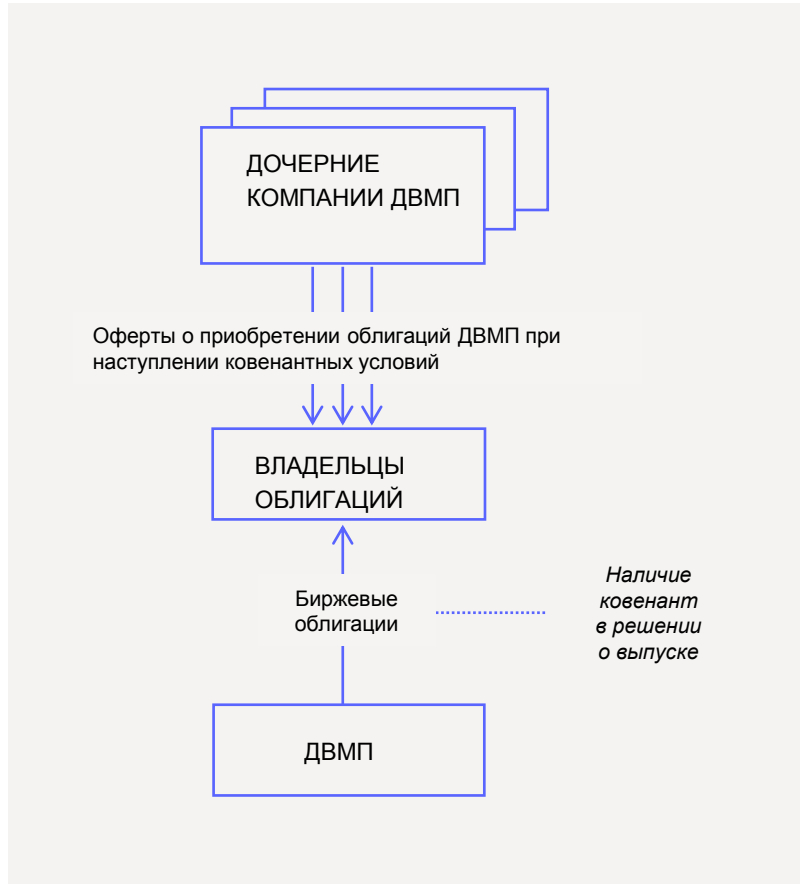 ДОЧЕРНИЕ
КОМПАНИИ ДВМП
Оферты о приобретении облигаций ДВМП при
наступлении ковенантных условий
ВЛАДЕЛЬЦЫ
ОБЛИГАЦИЙ
Биржевые
облигации
Наличие
ковенант
в решении
о выпуске
ДВМП